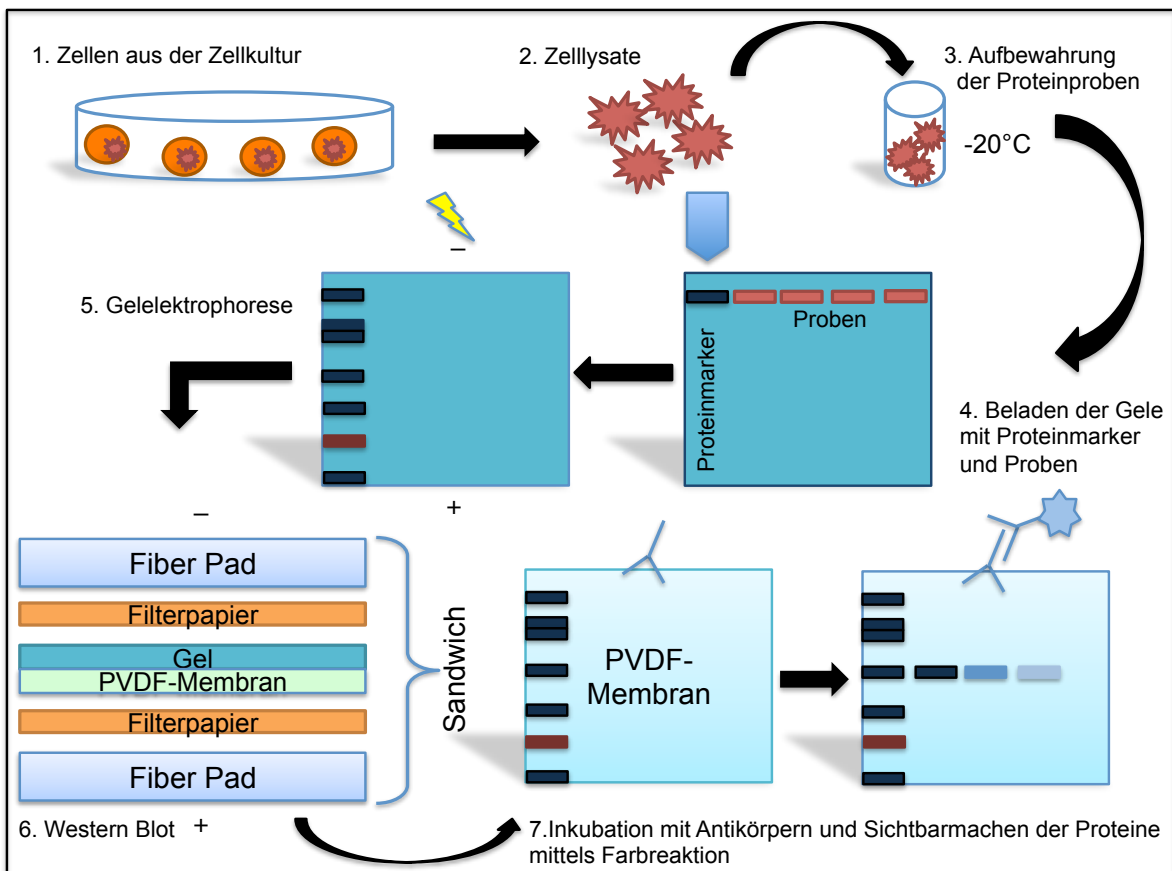 1. Zellen aus der Zellkultur
2. Zelllysate
3. Aufbewahrung
der Proteinproben
-20°C
4. Beladen der Gele
mit Proteinmarker
und Proben
Proben
Proteinmarker
5. Gelelektrophorese
–
+
–
Fiber Pad
Filterpapier
Gel
PVDF-Membran
Filterpapier
Fiber Pad
Sandwich
6. Western Blot +
PVDF-
Membran
7.Inkubation mit Antikörpern und Sichtbarmachen der Proteine
mittels Farbreaktion